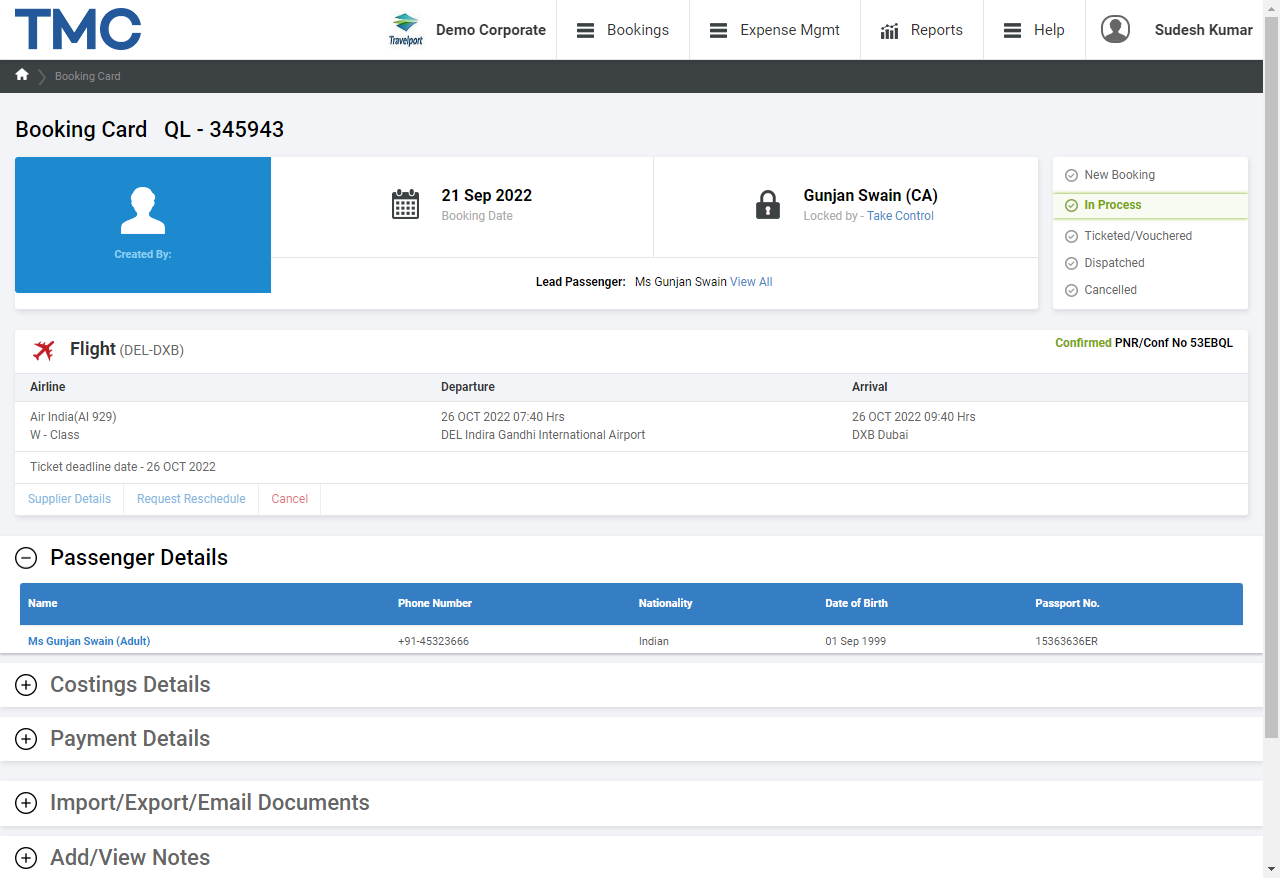 TMC
Travelport
Demo Corporate
Bookings
Expense Mgmt
Reports
Help
Sudesh Kumar
Booking Card
Booking Card QL - 345943
Created By:
21 Sep 2022
Booking Date
Gunjan Swain (CA)
Locked by - Take Control
Lead Passenger: Ms Gunjan Swain View All
New Booking
In Process
Ticketed/Vouchered
Dispatched
Cancelled
Flight (DEL-DXB)
Confirmed PNR/Conf No 53EBQL
Airline Departure Arrival
Air India(AI 929) 26 OCT 2022 07:40 Hrs 26 OCT 2022 09:40 Hrs
W - Class DEL Indira Gandhi International Airport DXB Dubai
Ticket deadline date - 26 OCT 2022
Supplier Details Request Reschedule Cancel
Passenger Details
Name Phone Number Nationality Date of Birth Passport No.
Ms Gunjan Swain (Adult) +91-45323666 Indian 01 Sep 1999 15363636ER
Costings Details
Payment Details
Import/Export/Email Documents
Add/View Notes